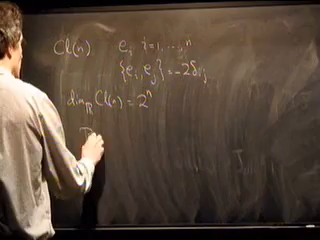 Cl(n) e_i i=1, ..., n
{e_i, e_j} = -2δ_ij
dim_ℝ Cl(n) = 2^n